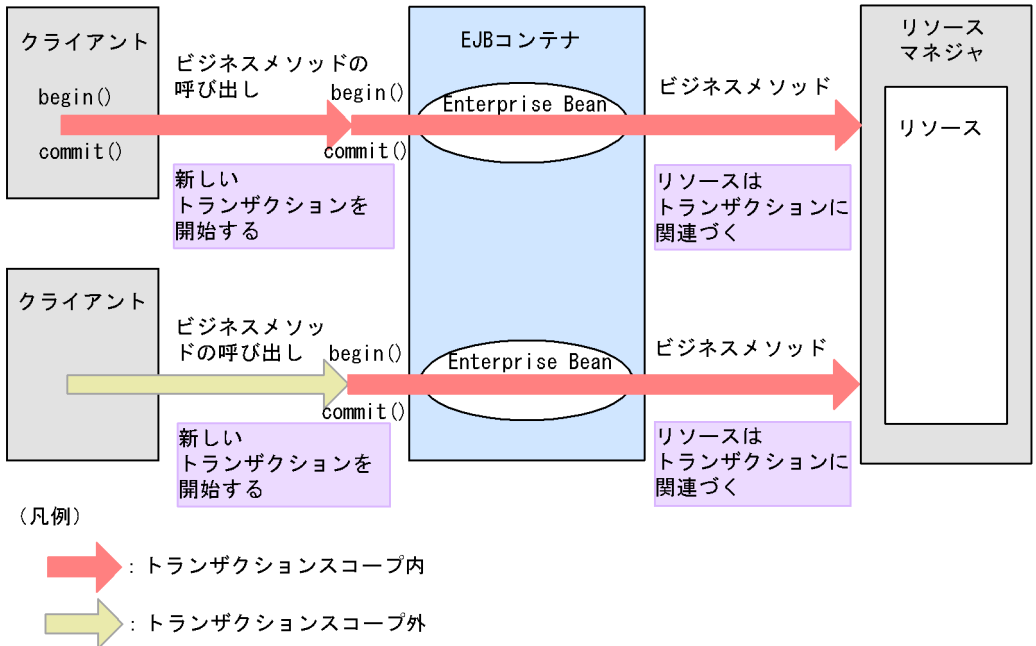 クライアント
begin()
commit()
ビジネスメソッドの
呼び出し
begin()
commit()
新しい
トランザクションを
開始する
EJBコンテナ
Enterprise Bean
ビジネスメソッド
リソースは
トランザクションに
関連づく
リソース
マネジャ
リソース
クライアント
ビジネスメソッ
ドの呼び出し
begin()
commit()
新しい
トランザクションを
開始する
Enterprise Bean
ビジネスメソッド
リソースは
トランザクションに
関連づく
(凡例)
:トランザクションスコープ内
:トランザクションスコープ外